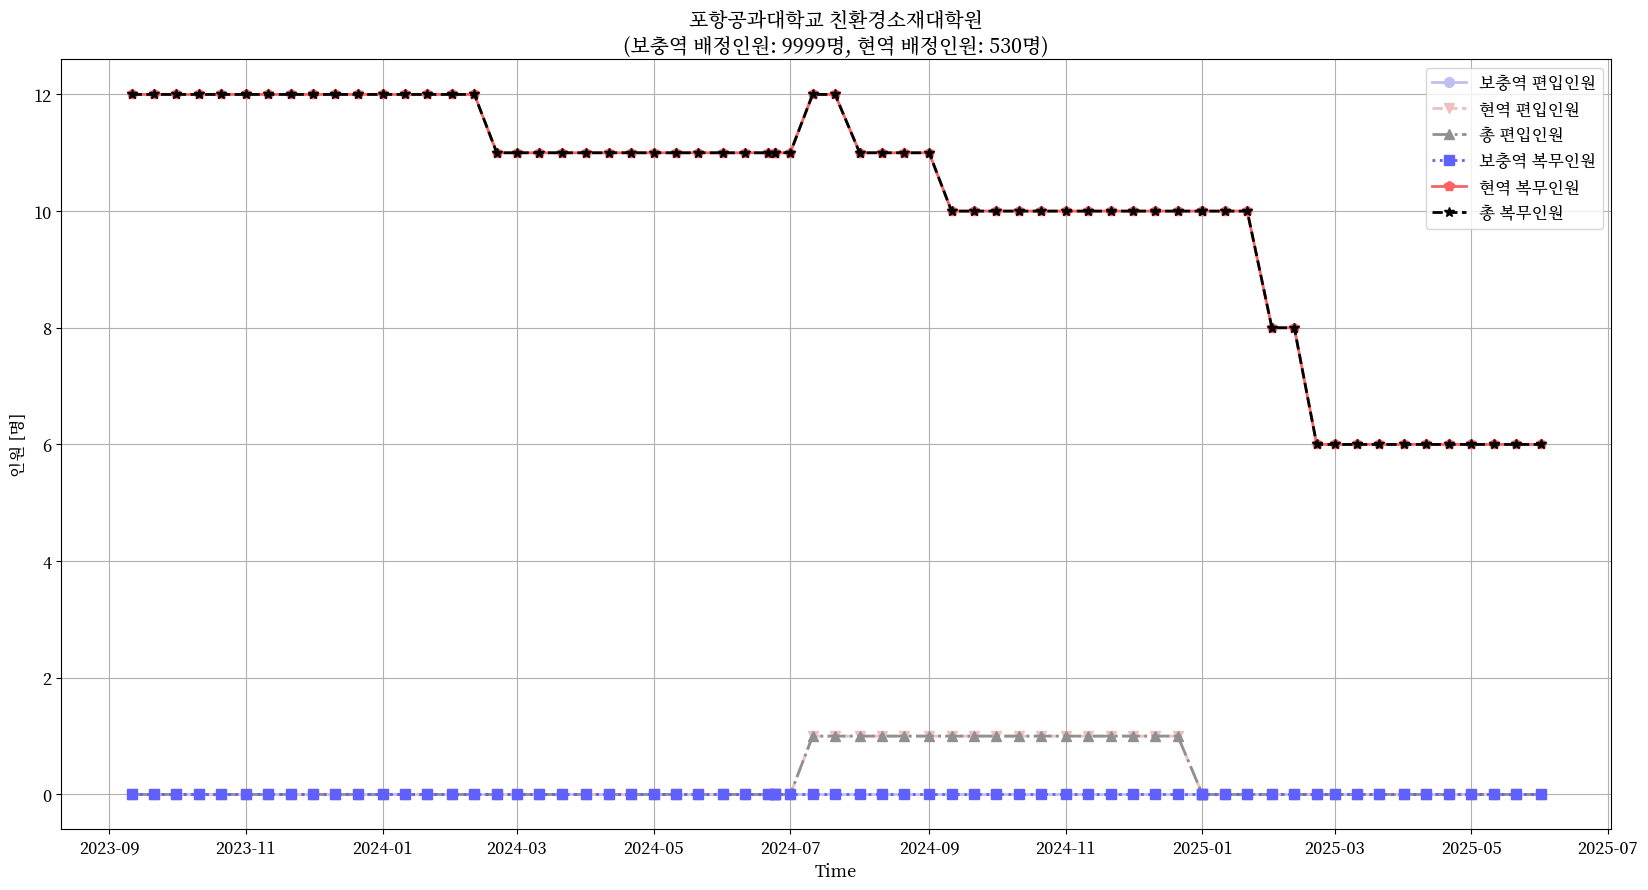 포항공과대학교 친환경소재대학원
(보충역 배정인원: 9999명, 현역 배정인원: 530명)
보충역 편입인원
현역 편입인원
총 편입인원
보충역 복무인원
현역 복무인원
총 복무인원
인원 [명]
12
10
8
6
4
2
0
2023-09
2023-11
2024-01
2024-03
2024-05
2024-07
2024-09
2024-11
2025-01
2025-03
2025-05
2025-07
Time